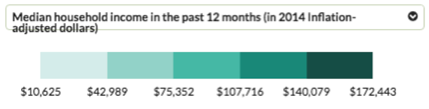 Median household income in the past 12 months (in 2014 Inflation-
adjusted dollars)
$10,625 $42,989 $75,352 $107,716 $140,079 $172,443